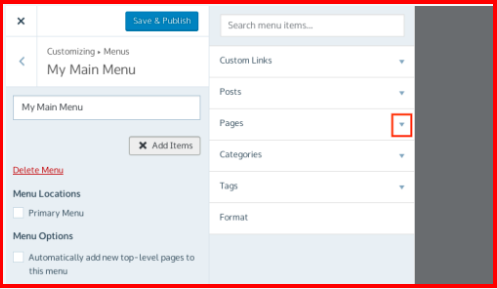 ×
Save & Publish
Customizing ▸ Menus
My Main Menu
My Main Menu
✖ Add Items
Delete Menu
Menu Locations
Primary Menu
Menu Options
Automatically add new top-level pages to
this menu
Search menu items...
Custom Links
Posts
Pages
Categories
Tags
Format